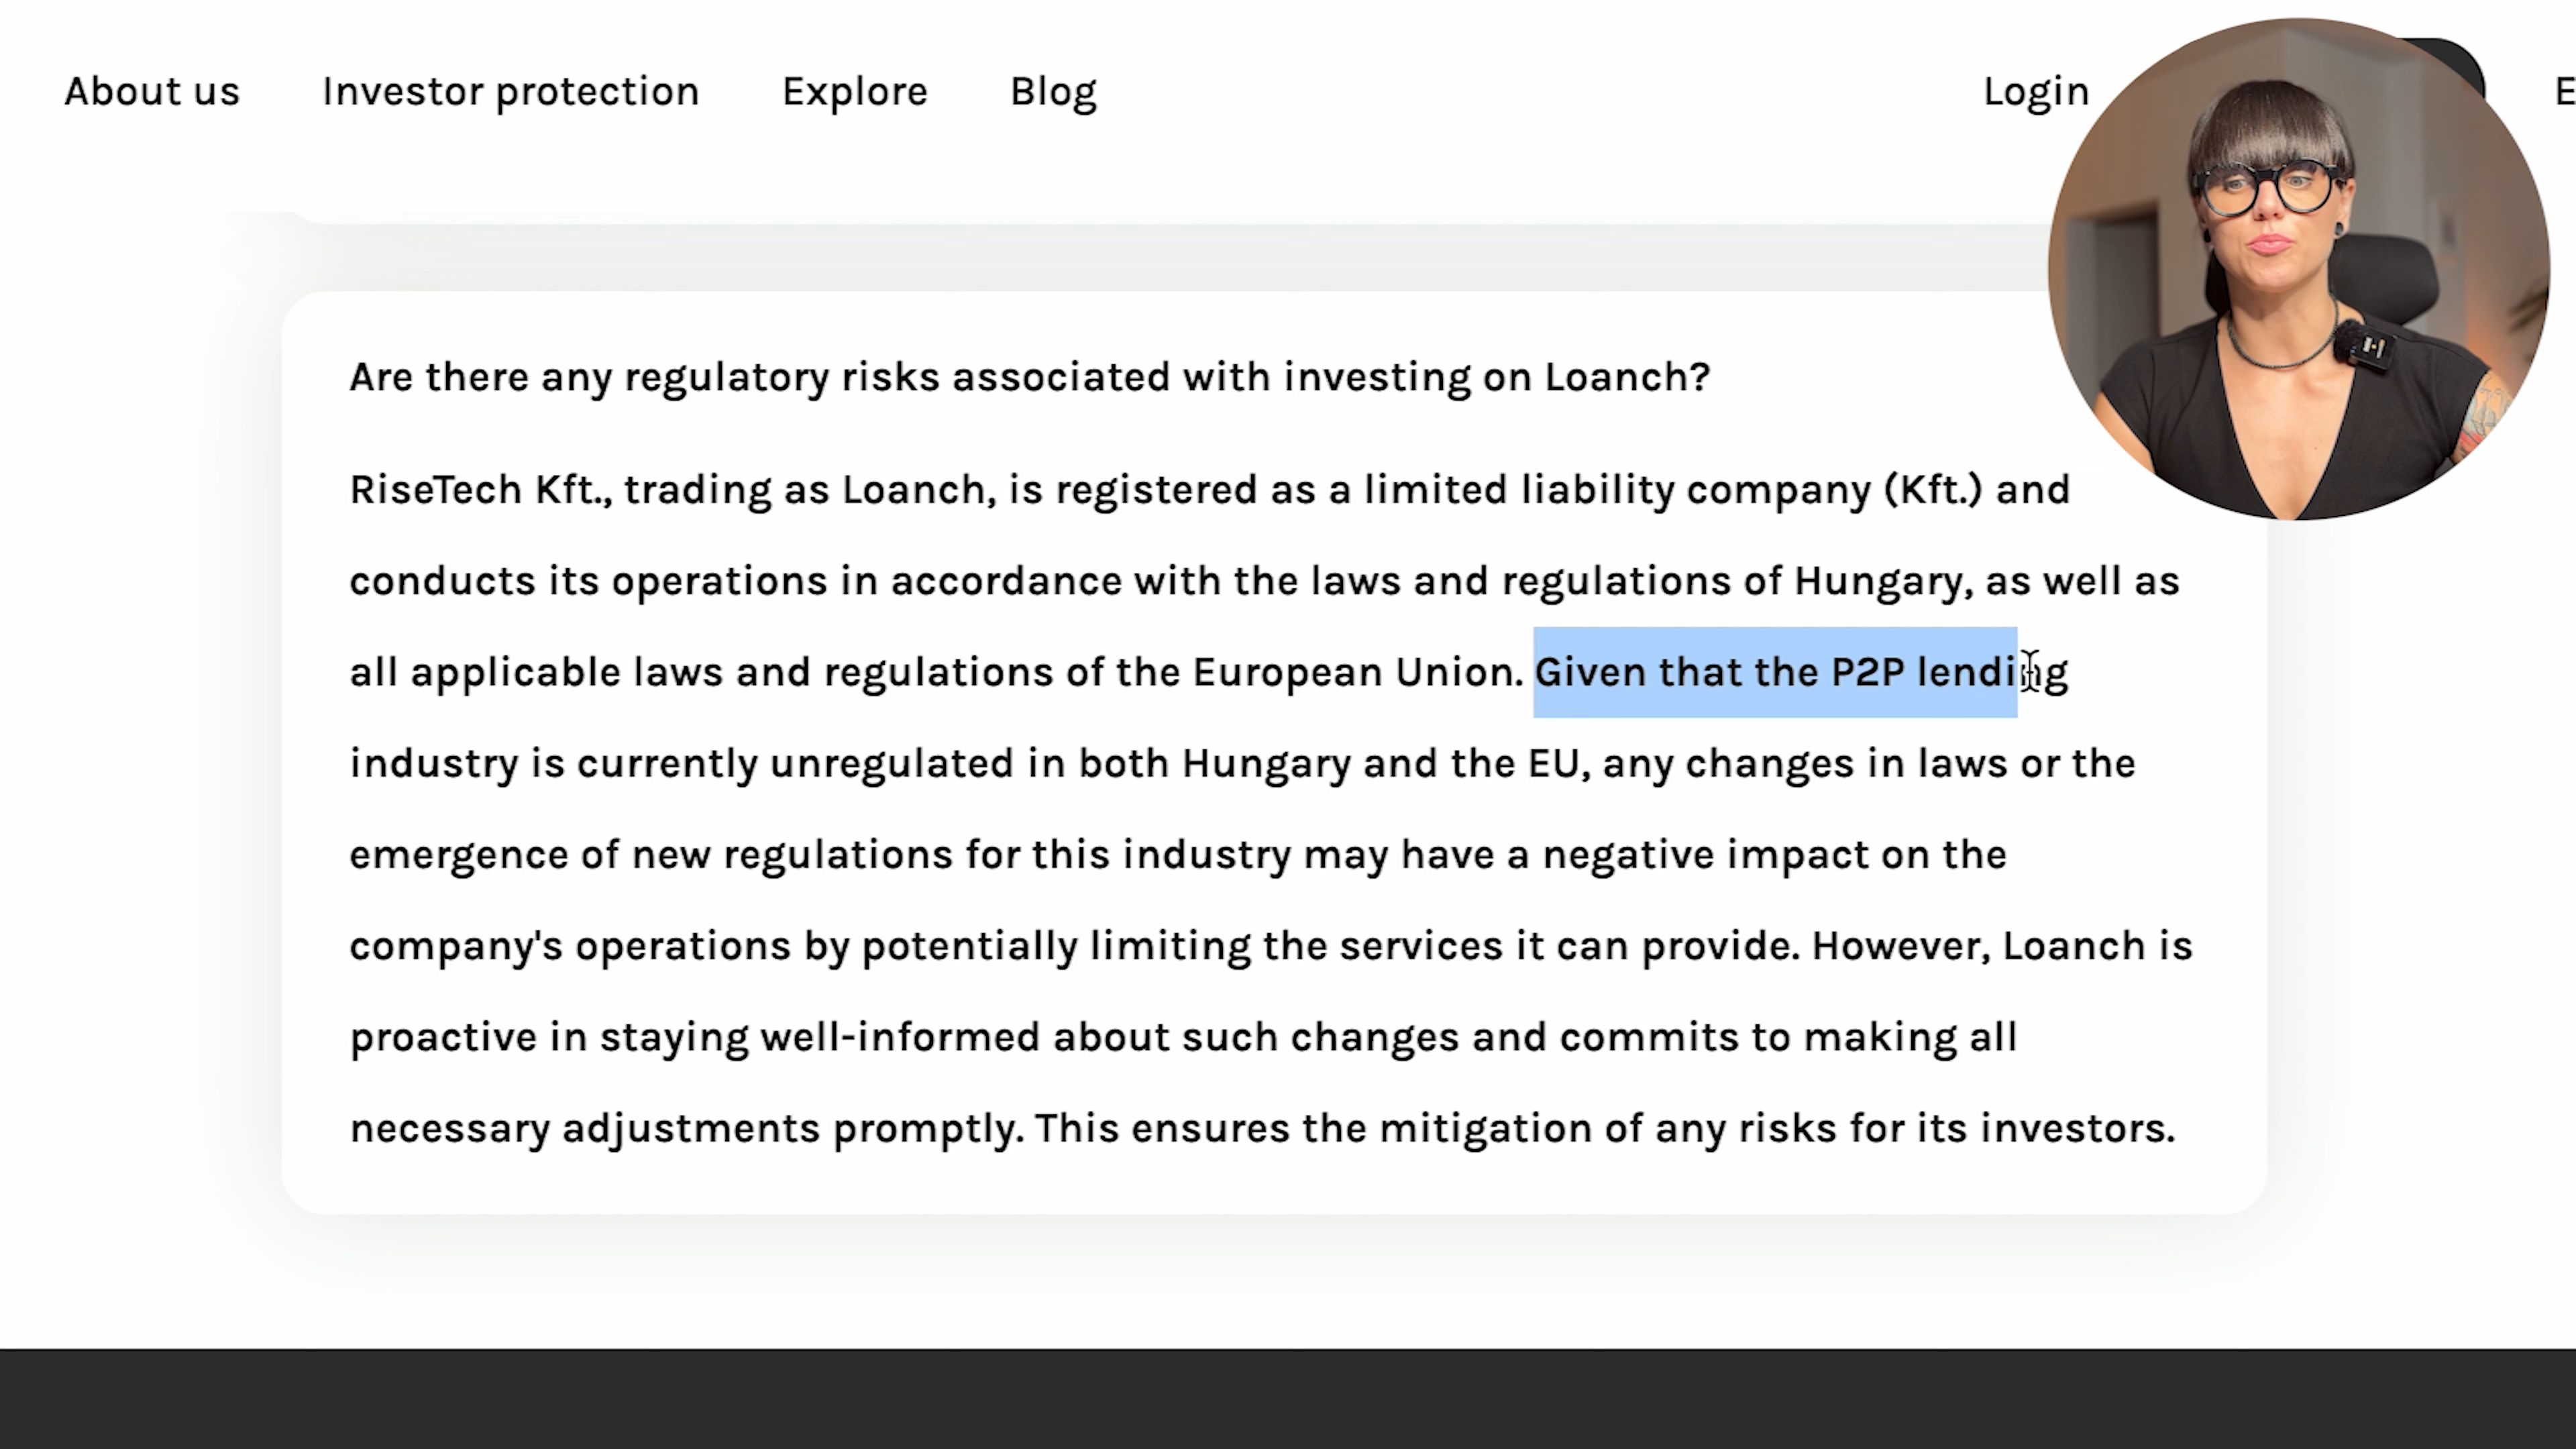 About us Investor protection Explore Blog Login E
Are there any regulatory risks associated with investing on Loanch?
RiseTech Kft., trading as Loanch, is registered as a limited liability company (Kft.) and
conducts its operations in accordance with the laws and regulations of Hungary, as well as
all applicable laws and regulations of the European Union. Given that the P2P lending
industry is currently unregulated in both Hungary and the EU, any changes in laws or the
emergence of new regulations for this industry may have a negative impact on the
company's operations by potentially limiting the services it can provide. However, Loanch is
proactive in staying well-informed about such changes and commits to making all
necessary adjustments promptly. This ensures the mitigation of any risks for its investors.